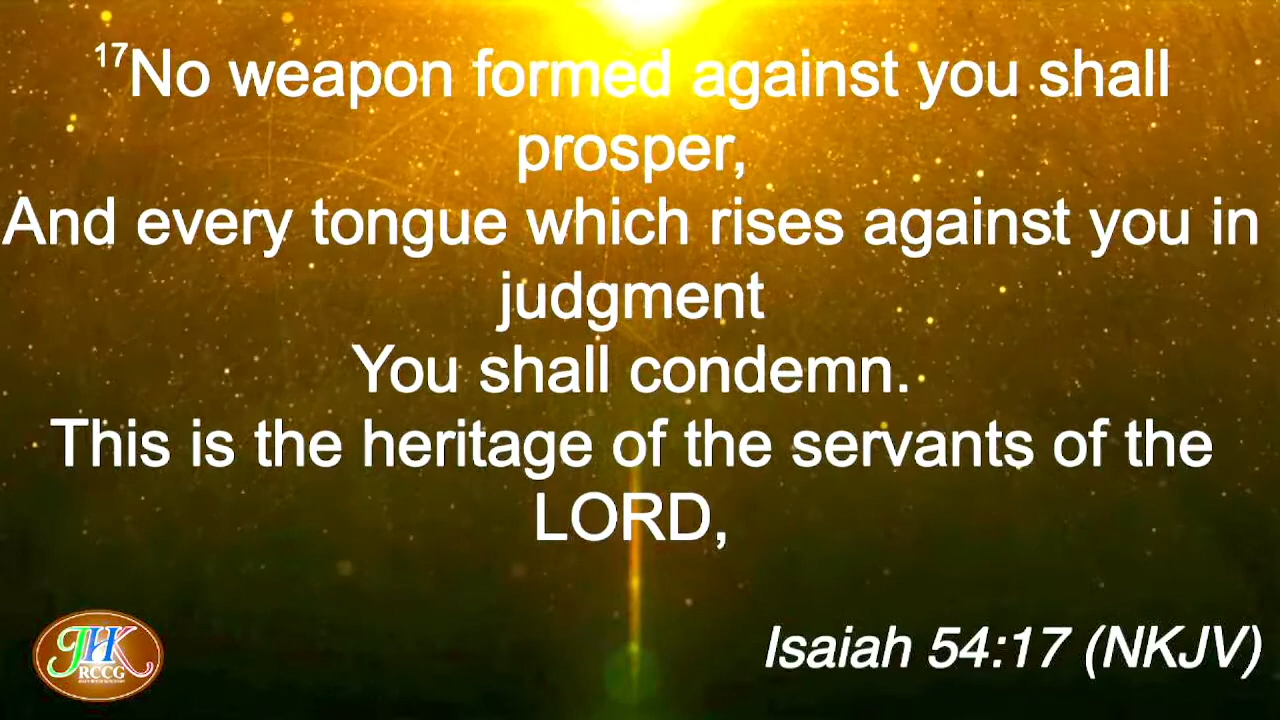 17No weapon formed against you shall
prosper,
And every tongue which rises against you in
judgment
You shall condemn.
This is the heritage of the servants of the
LORD,
Isaiah 54:17 (NKJV)
JHK
RCCG